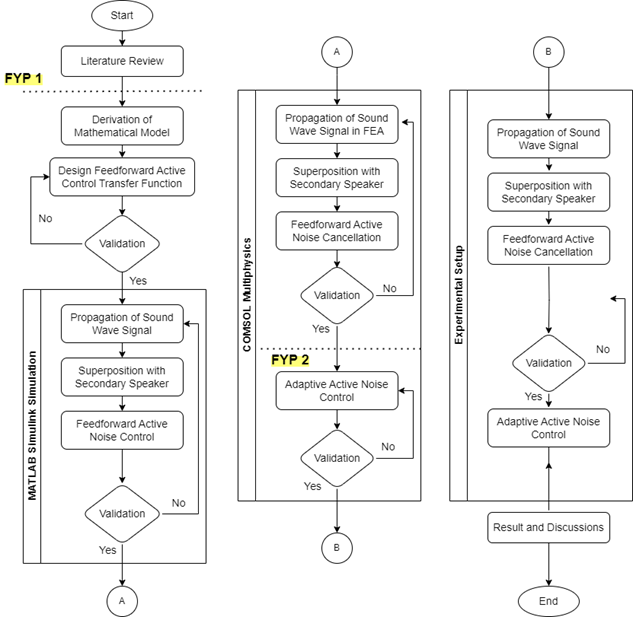 Start
Literature Review
FYP 1
Derivation of
Mathematical Model
Design Feedforward Active
Control Transfer Function
No
Validation
Yes
MATLAB Simulink Simulation
Propagation of Sound
Wave Signal
Superposition with
Secondary Speaker
Feedforward Active
Noise Control
No
Validation
Yes
A
A
COMSOL Multiphysics
Propagation of Sound
Wave Signal in FEA
Superposition with
Secondary Speaker
Feedforward Active
Noise Cancellation
Validation
No
Yes
FYP 2
Adaptive Active Noise
Control
No
Validation
Yes
B
B
Experimental Setup
Propagation of Sound
Wave Signal
Superposition with
Secondary Speaker
Feedforward Active
Noise Cancellation
No
Validation
Yes
Adaptive Active Noise
Control
Result and Discussions
End